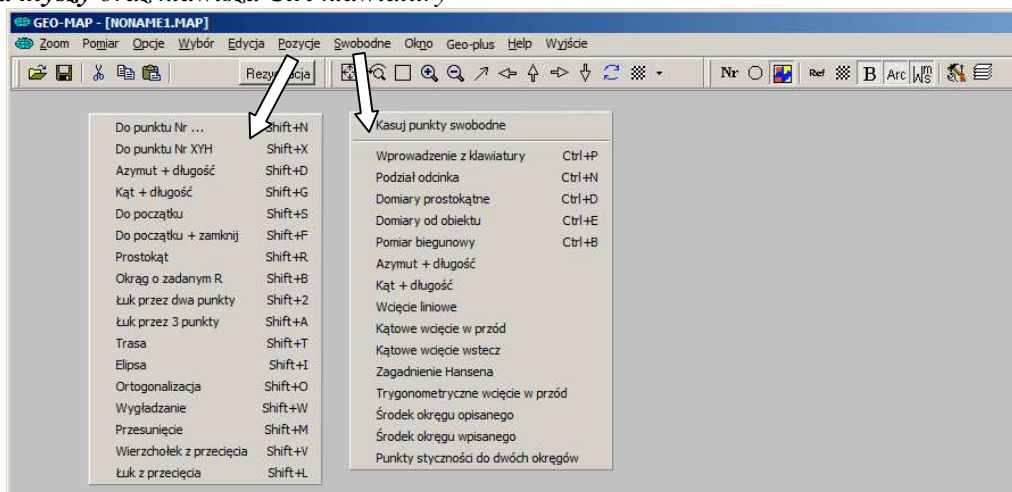 myszy oraz klawisza Ctrl klawiatury
GEO-MAP - [NONAME1.MAP]
Zoom Pomiar Opcje Wybór Edycja Pozycje Swobodne Okno Geo-plus Help Wyjście
Nr Ref B Arc
Do punktu Nr ... Shift+N
Do punktu Nr XYH Shift+X
Azymut + długość Shift+D
Kąt + długość Shift+G
Do początku Shift+S
Do początku + zamknij Shift+F
Prostokąt Shift+R
Okrąg o zadanym R Shift+B
Łuk przez dwa punkty Shift+2
Łuk przez 3 punkty Shift+A
Trasa Shift+T
Elipsa Shift+I
Ortogonalizacja Shift+O
Wygładzanie Shift+W
Przesunięcie Shift+M
Wierzchołek z przecięcia Shift+V
Łuk z przecięcia Shift+L
Kasuj punkty swobodne
Wprowadzenie z klawiatury Ctrl+P
Podział odcinka Ctrl+N
Domiary prostokątne Ctrl+D
Domiary od obiektu Ctrl+E
Pomiar biegunowy Ctrl+B
Azymut + długość
Kąt + długość
Wcięcie liniowe
Kątowe wcięcie w przód
Kątowe wcięcie wstecz
Zagadnienie Hansena
Trygonometryczne wcięcie w przód
Środek okręgu opisanego
Środek okręgu wpisanego
Punkty styczności do dwóch okręgów